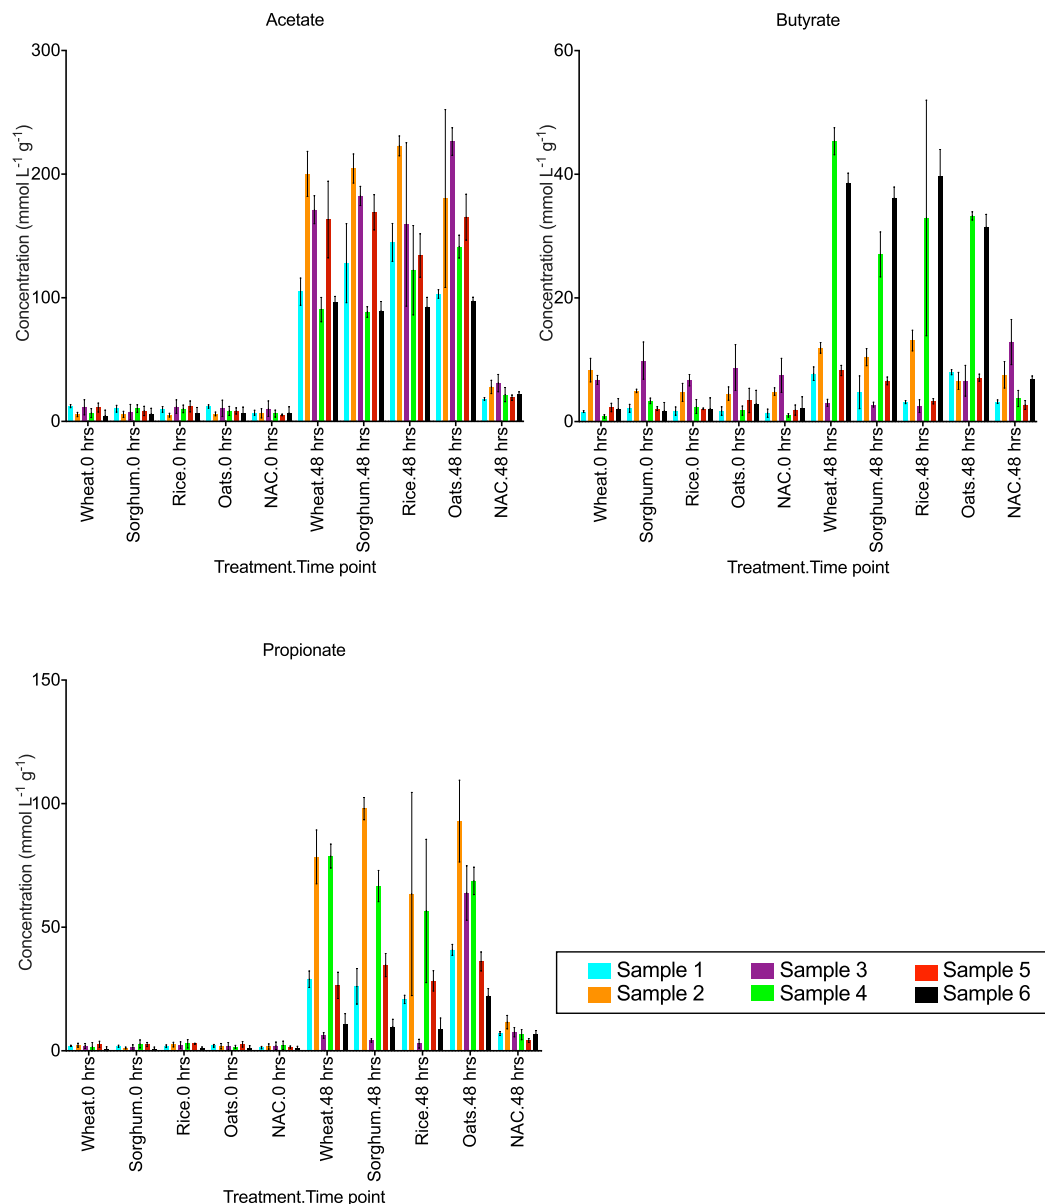 Acetate
300
200
100
0
Concentration (mmol L-1 g-1)
Wheat.0 hrs
Sorghum.0 hrs
Rice.0 hrs
Oats.0 hrs
NAC.0 hrs
Wheat.48 hrs
Sorghum.48 hrs
Rice.48 hrs
Oats.48 hrs
NAC.48 hrs
Treatment.Time point
Butyrate
60
40
20
0
Concentration (mmol L-1 g-1)
Wheat.0 hrs
Sorghum.0 hrs
Rice.0 hrs
Oats.0 hrs
NAC.0 hrs
Wheat.48 hrs
Sorghum.48 hrs
Rice.48 hrs
Oats.48 hrs
NAC.48 hrs
Treatment.Time point
Propionate
150
100
50
0
Concentration (mmol L-1 g-1)
Wheat.0 hrs
Sorghum.0 hrs
Rice.0 hrs
Oats.0 hrs
NAC.0 hrs
Wheat.48 hrs
Sorghum.48 hrs
Rice.48 hrs
Oats.48 hrs
NAC.48 hrs
Treatment.Time point
Sample 1
Sample 2
Sample 3
Sample 4
Sample 5
Sample 6